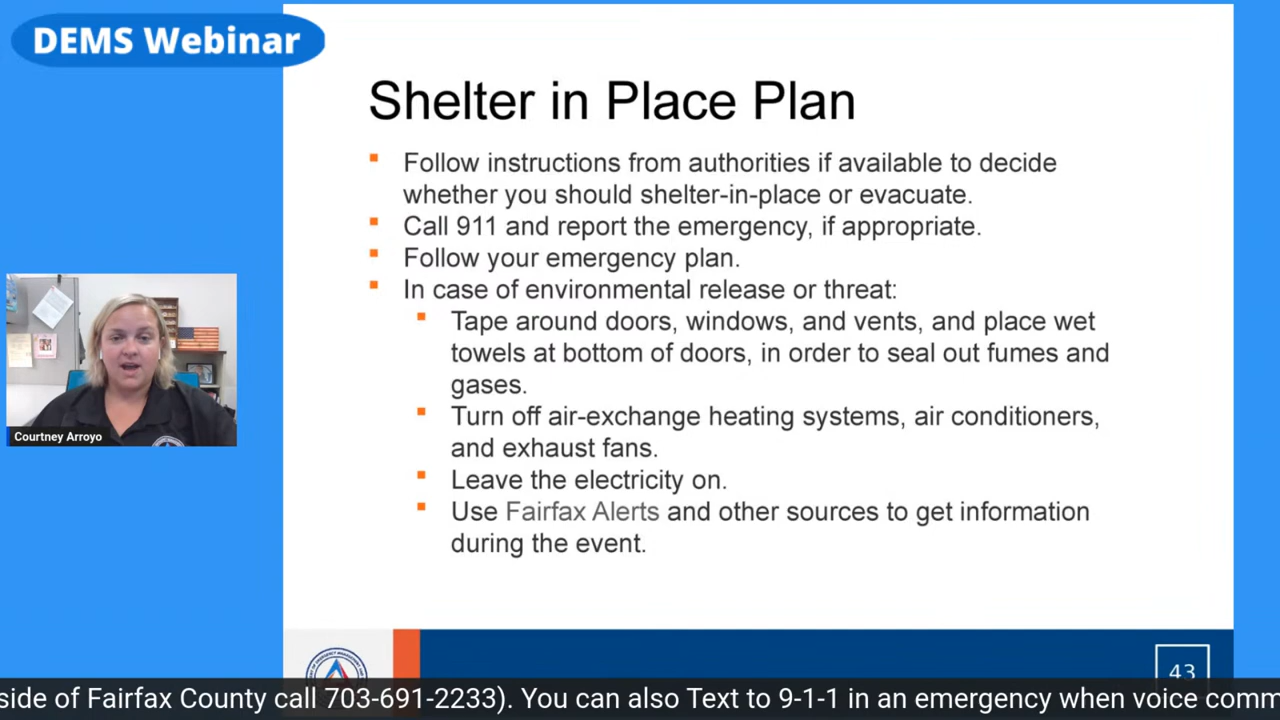 DEMS Webinar
Shelter in Place Plan
Follow instructions from authorities if available to decide
whether you should shelter-in-place or evacuate.
Call 911 and report the emergency, if appropriate.
Follow your emergency plan.
In case of environmental release or threat:
Tape around doors, windows, and vents, and place wet
towels at bottom of doors, in order to seal out fumes and
gases.
Turn off air-exchange heating systems, air conditioners,
and exhaust fans.
Leave the electricity on.
Use Fairfax Alerts and other sources to get information
during the event.
Courtney Arroyo
43
side of Fairfax County call 703-691-2233). You can also Text to 9-1-1 in an emergency when voice comm